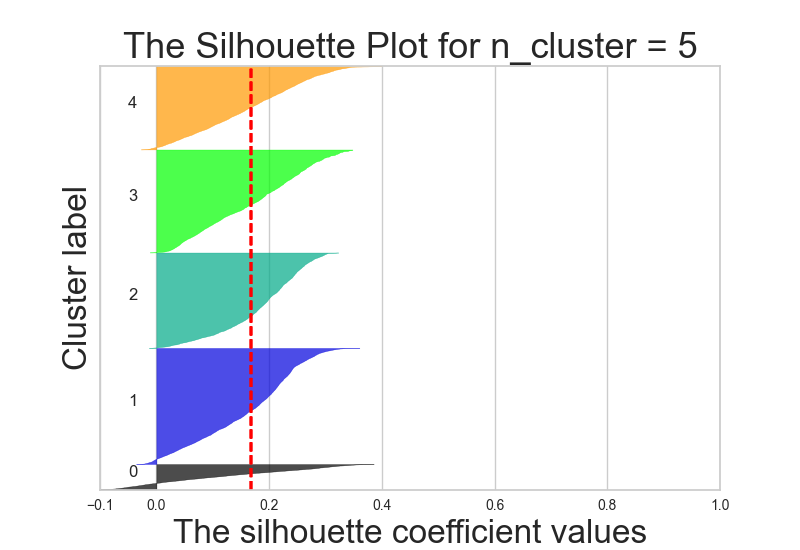 The Silhouette Plot for n_cluster = 5
Cluster label
4
3
2
1
0
−0.1 0.0 0.2 0.4 0.6 0.8 1.0
The silhouette coefficient values